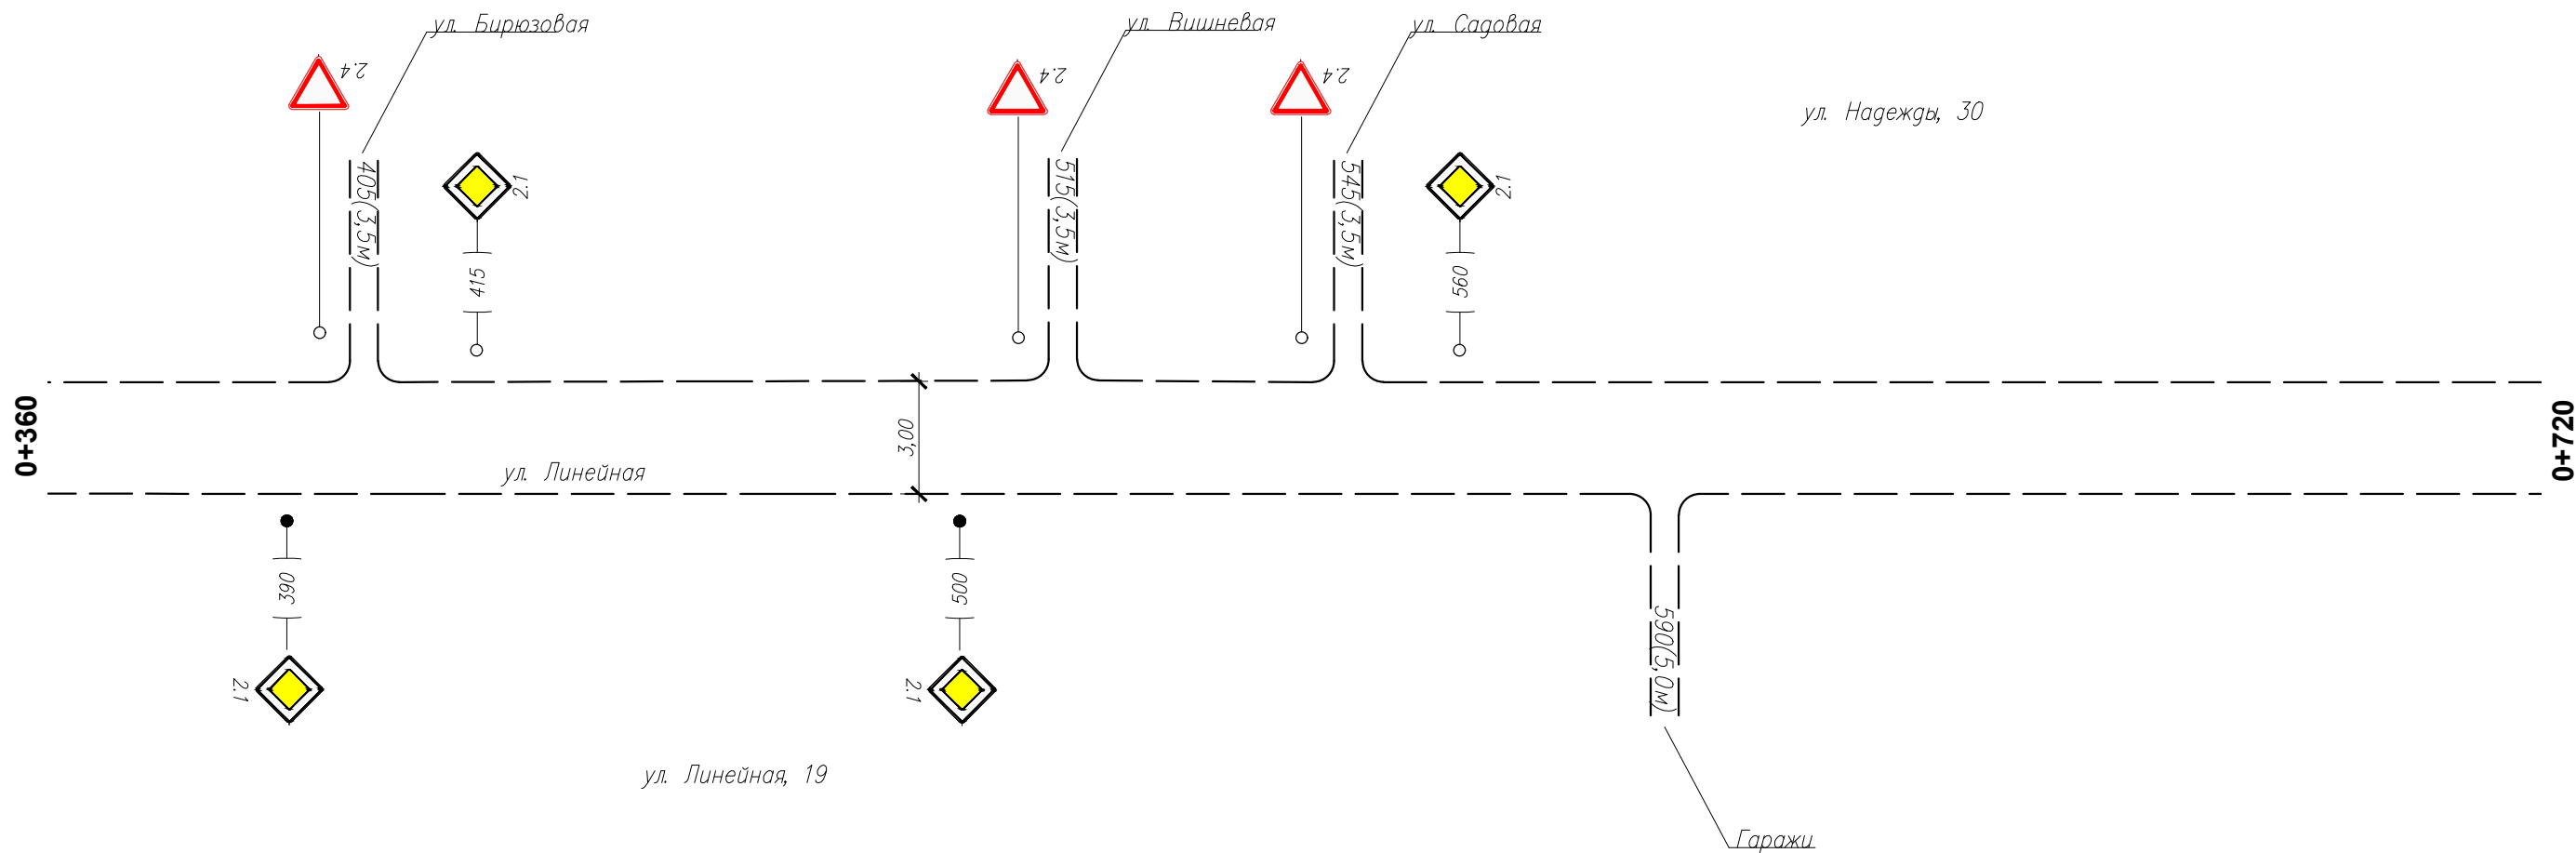 ул. Бирюзовая
ул. Вишневая
ул. Садовая
2.4
2.4
2.4
ул. Надежды, 30
405(3,5м)
2.1
515(3,5м)
545(3,5м)
2.1
415
560
0+360
3,00
0+720
ул. Линейная
390
500
590(5,0м)
2.1
2.1
ул. Линейная, 19
Гаражи